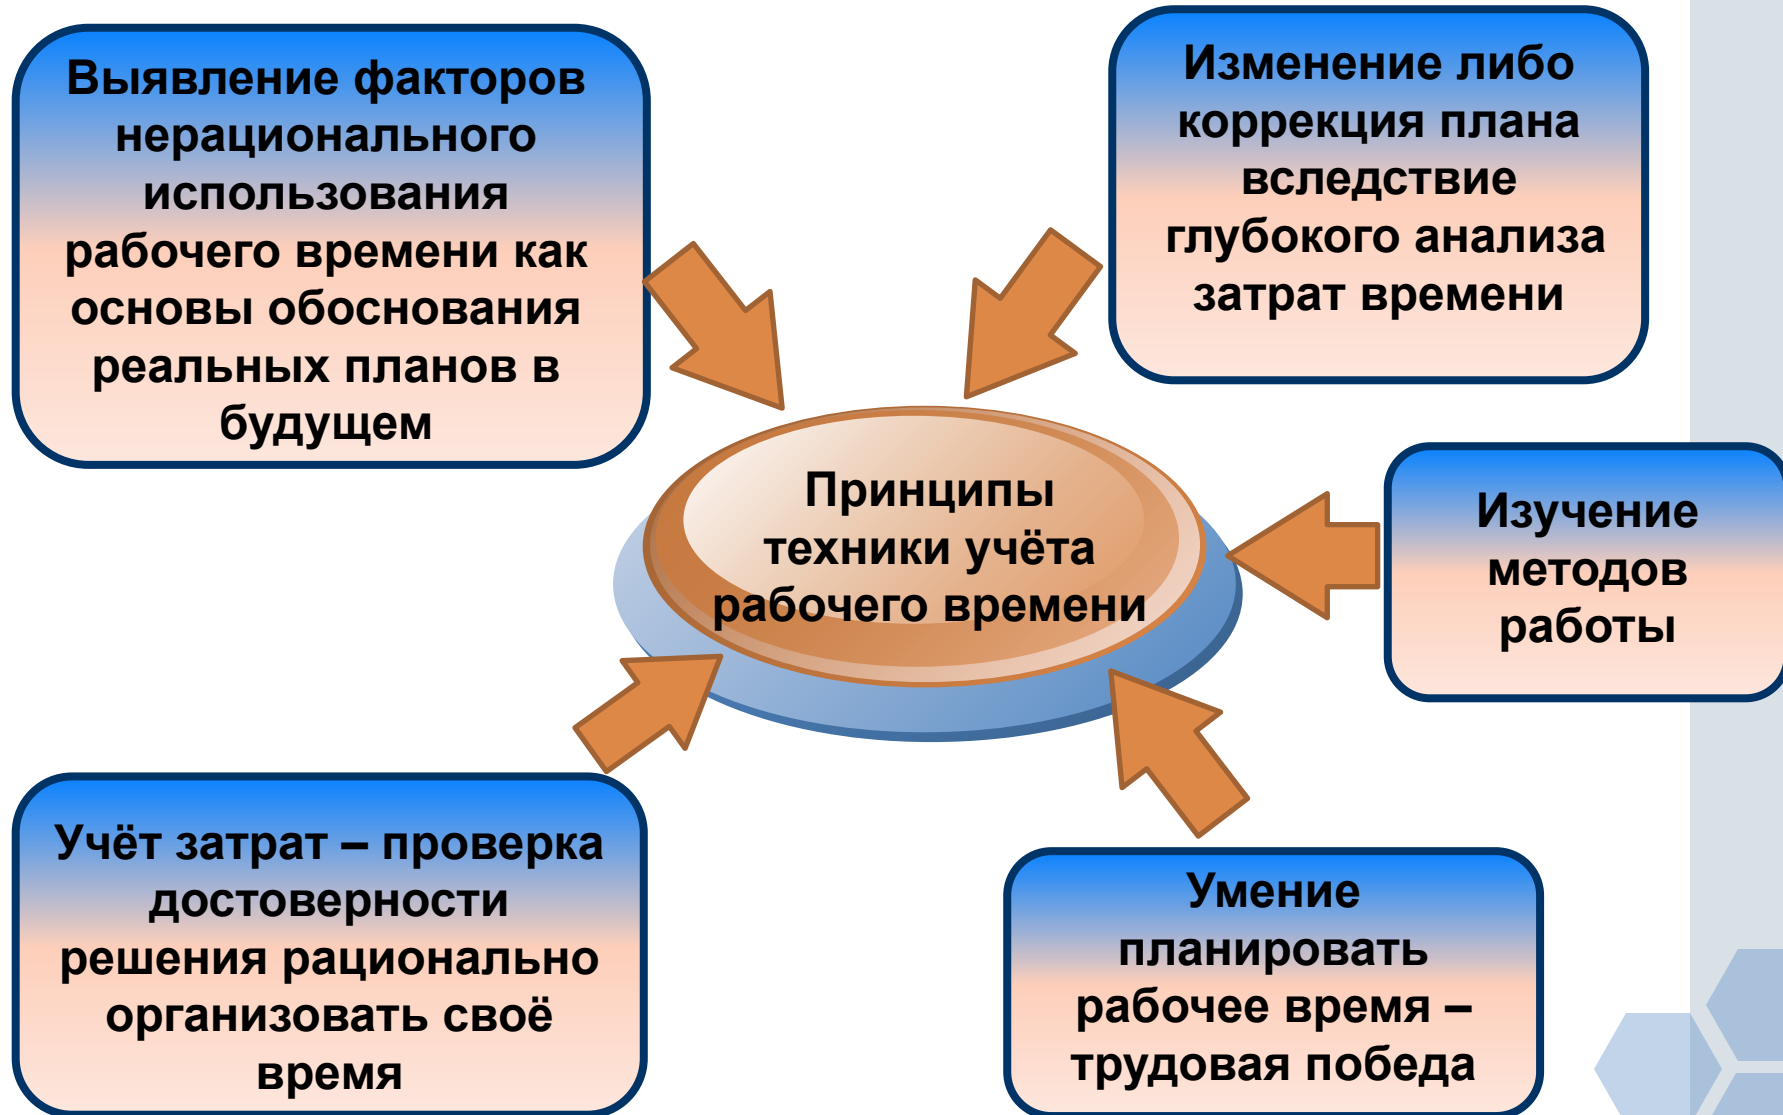 Выявление факторов
нерационального
использования
рабочего времени как
основы обоснования
реальных планов в
будущем
Изменение либо
коррекция плана
вследствие
глубокого анализа
затрат времени
Принципы
техники учёта
рабочего времени
Изучение
методов
работы
Учёт затрат – проверка
достоверности
решения рационально
организовать своё
время
Умение
планировать
рабочее время –
трудовая победа